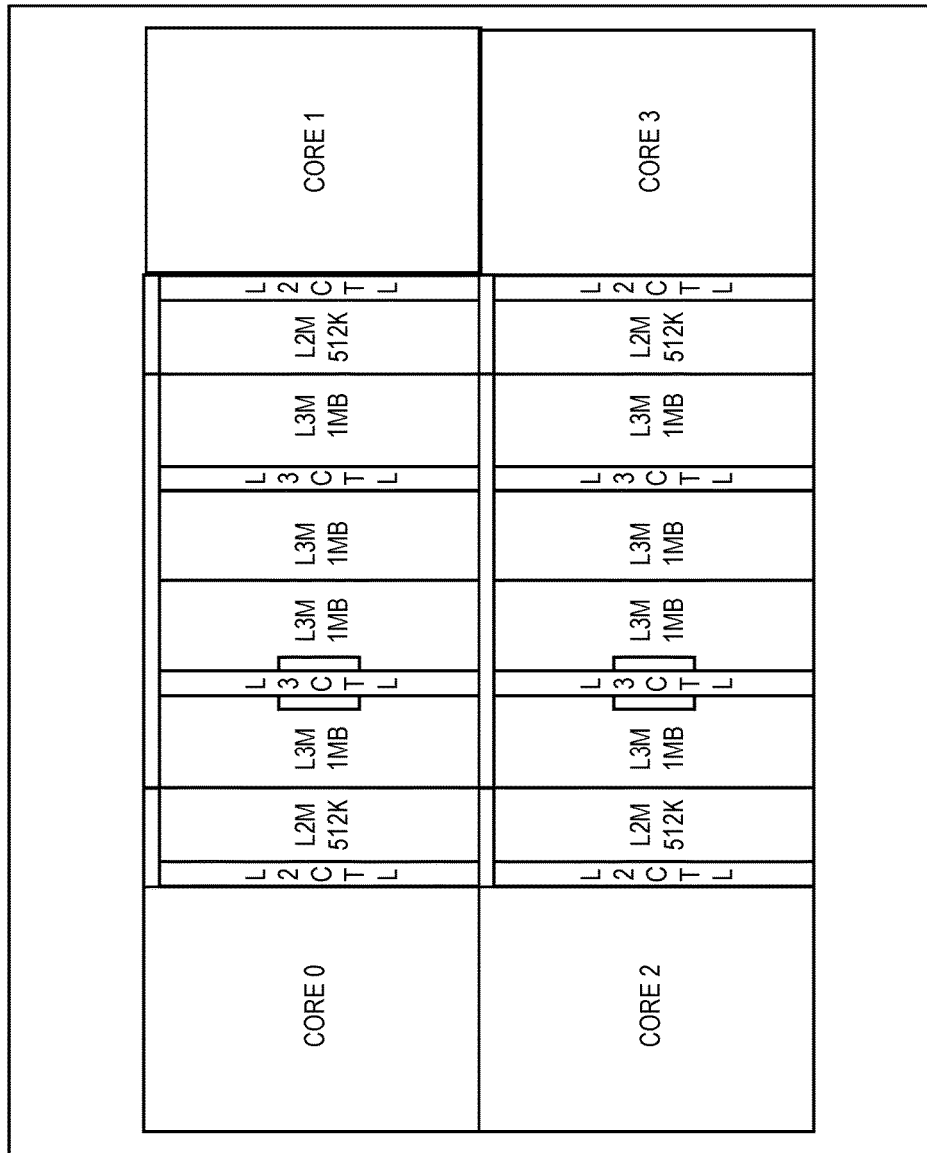 CORE 0
L2CTL
L2M
512K
L3M
1MB
L3CTL
L3M
1MB
L3M
1MB
L3CTL
L3M
1MB
L2M
512K
L2CTL
CORE 1
CORE 2
L2CTL
L2M
512K
L3M
1MB
L3CTL
L3M
1MB
L3M
1MB
L3CTL
L3M
1MB
L2M
512K
L2CTL
CORE 3